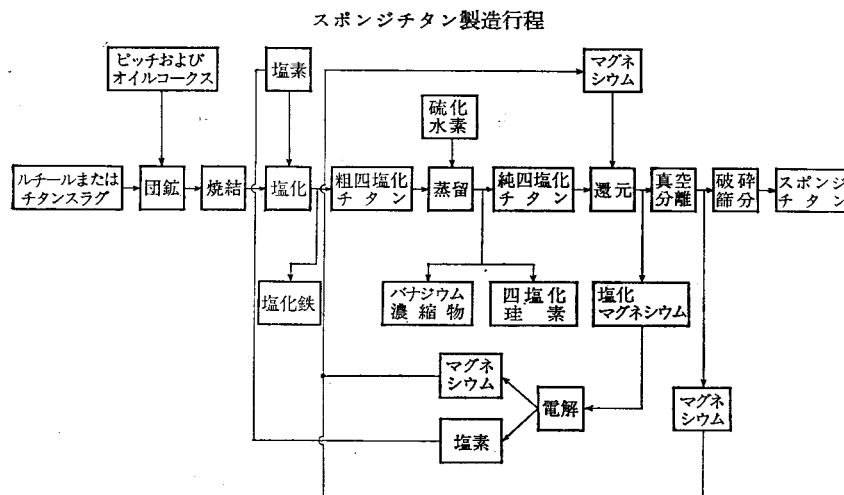 スポンジチタン製造行程
ピッチおよび
オイルコークス
塩素
マグネ
シウム
硫化
水素
ルチールまたは
チタンスラグ
団鉱
焼結
塩化
粗四塩化
チタン
蒸留
純四塩化
チタン
還元
真空
分離
破砕
篩分
スポンジ
チタン
塩化鉄
バナジウム
濃縮物
四塩化
珪素
塩化
マグネシウム
マグネ
シウム
電解
マグネ
シウム
塩素